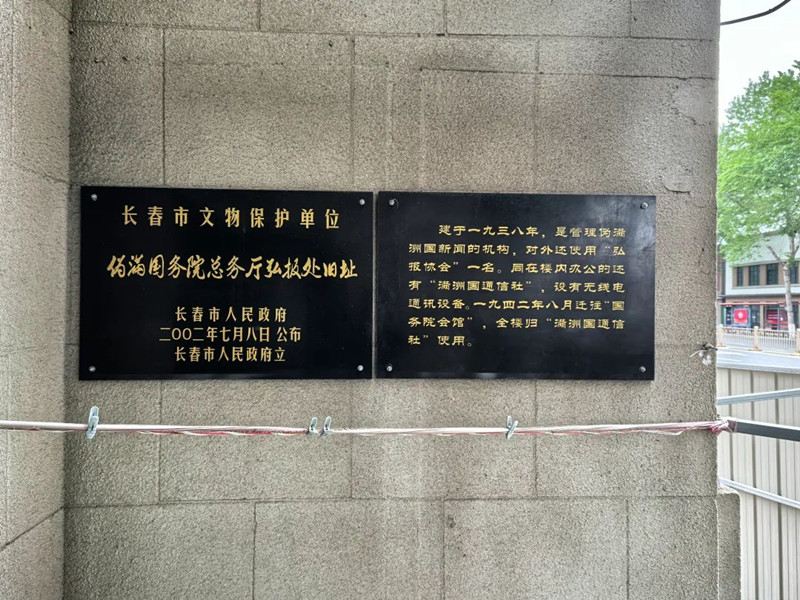 长春市文物保护单位
伪满国务院总务厅弘报处旧址
长春市人民政府
二〇〇二年七月八日 公布
长春市人民政府立
建于一九三八年，是管理伪满
洲国新闻的机构，对外还使用“弘
报协会”一名。同在楼内办公的还
有“满洲国通信社”，设有无线电
通讯设备。一九四二年八月迁往“国
务院会馆”，全楼归“满洲国通信
社”使用。